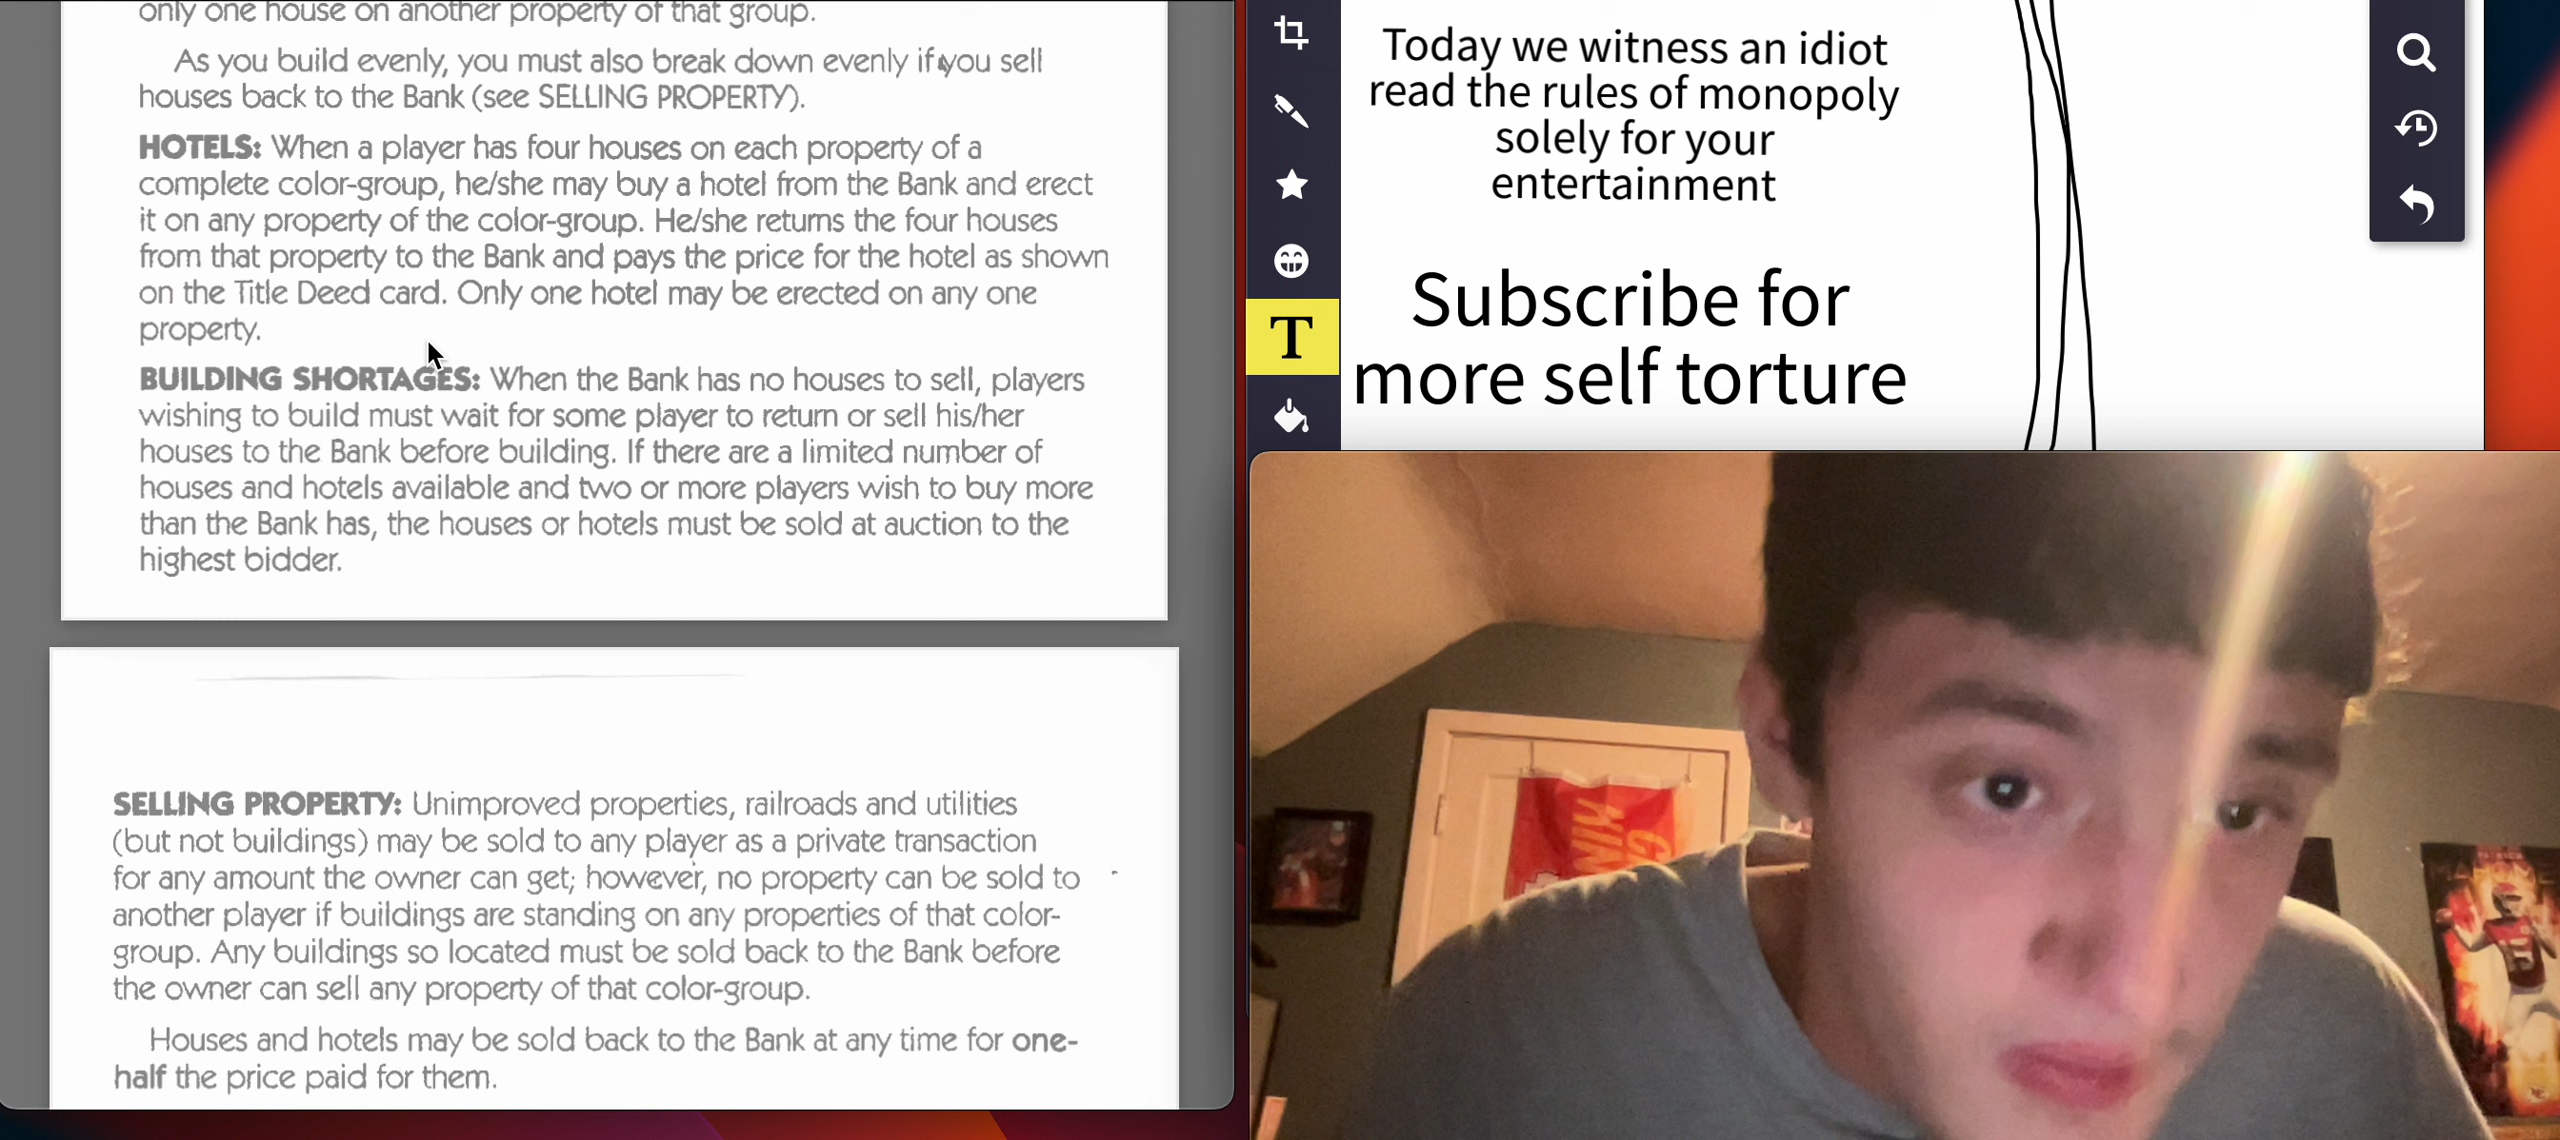 only one house on another property of that group.
As you build evenly, you must also break down evenly if you sell
houses back to the Bank (see SELLING PROPERTY).
HOTELS: When a player has four houses on each property of a
complete color-group, he/she may buy a hotel from the Bank and erect
it on any property of the color-group. He/she returns the four houses
from that property to the Bank and pays the price for the hotel as shown
on the Title Deed card. Only one hotel may be erected on any one
property.
BUILDING SHORTAGES: When the Bank has no houses to sell, players
wishing to build must wait for some player to return or sell his/her
houses to the Bank before building. If there are a limited number of
houses and hotels available and two or more players wish to buy more
than the Bank has, the houses or hotels must be sold at auction to the
highest bidder.
SELLING PROPERTY: Unimproved properties, railroads and utilities
(but not buildings) may be sold to any player as a private transaction
for any amount the owner can get; however, no property can be sold to
another player if buildings are standing on any properties of that color-
group. Any buildings so located must be sold back to the Bank before
the owner can sell any property of that color-group.
Houses and hotels may be sold back to the Bank at any time for one-
half the price paid for them.
Today we witness an idiot
read the rules of monopoly
solely for your
entertainment
Subscribe for
more self torture
T